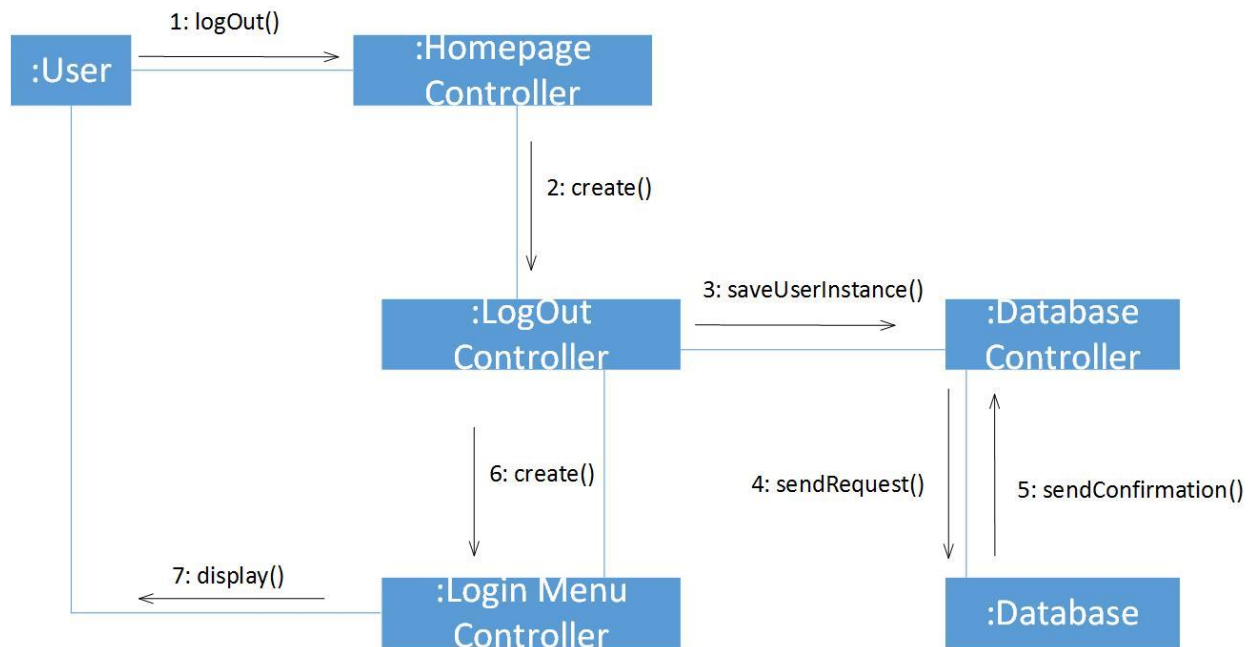 1: logOut()
:User
:Homepage
Controller
2: create()
3: saveUserInstance()
:LogOut
Controller
:Database
Controller
6: create()
4: sendRequest()
5: sendConfirmation()
7: display()
:Login Menu
Controller
:Database